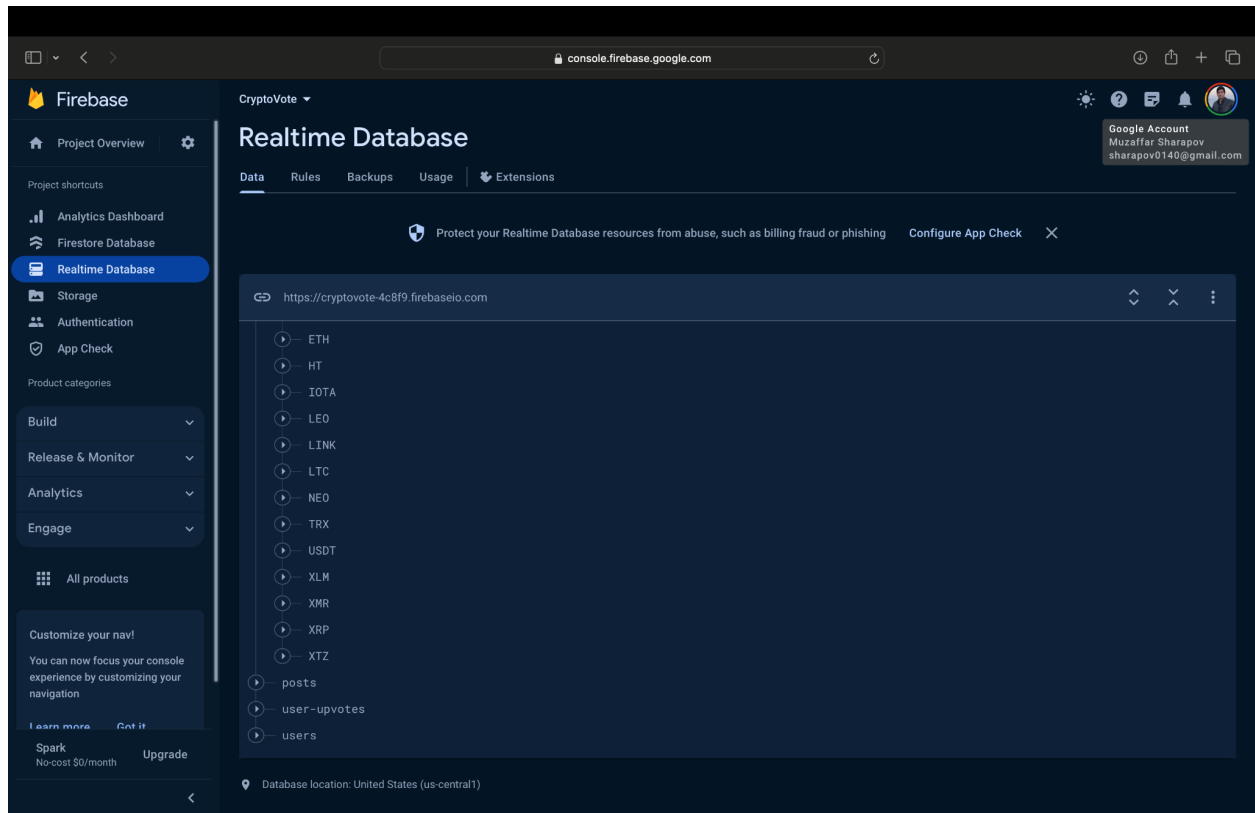 console.firebase.google.com
Firebase
Project Overview
Project shortcuts
Analytics Dashboard
Firestore Database
Realtime Database
Storage
Authentication
App Check
Product categories
Build
Release & Monitor
Analytics
Engage
All products
Customize your nav!
You can now focus your console
experience by customizing your
navigation
Learn more Got it
Spark
No-cost $0/month
Upgrade
CryptoVote
Google Account
Muzaffar Sharapov
sharapov0140@gmail.com
Realtime Database
Data Rules Backups Usage Extensions
Protect your Realtime Database resources from abuse, such as billing fraud or phishing Configure App Check
https://cryptovote-4c8f9.firebaseio.com
ETH
HT
IOTA
LEO
LINK
LTC
NEO
TRX
USDT
XLM
XMR
XRP
XTZ
posts
user-upvotes
users
Database location: United States (us-central1)